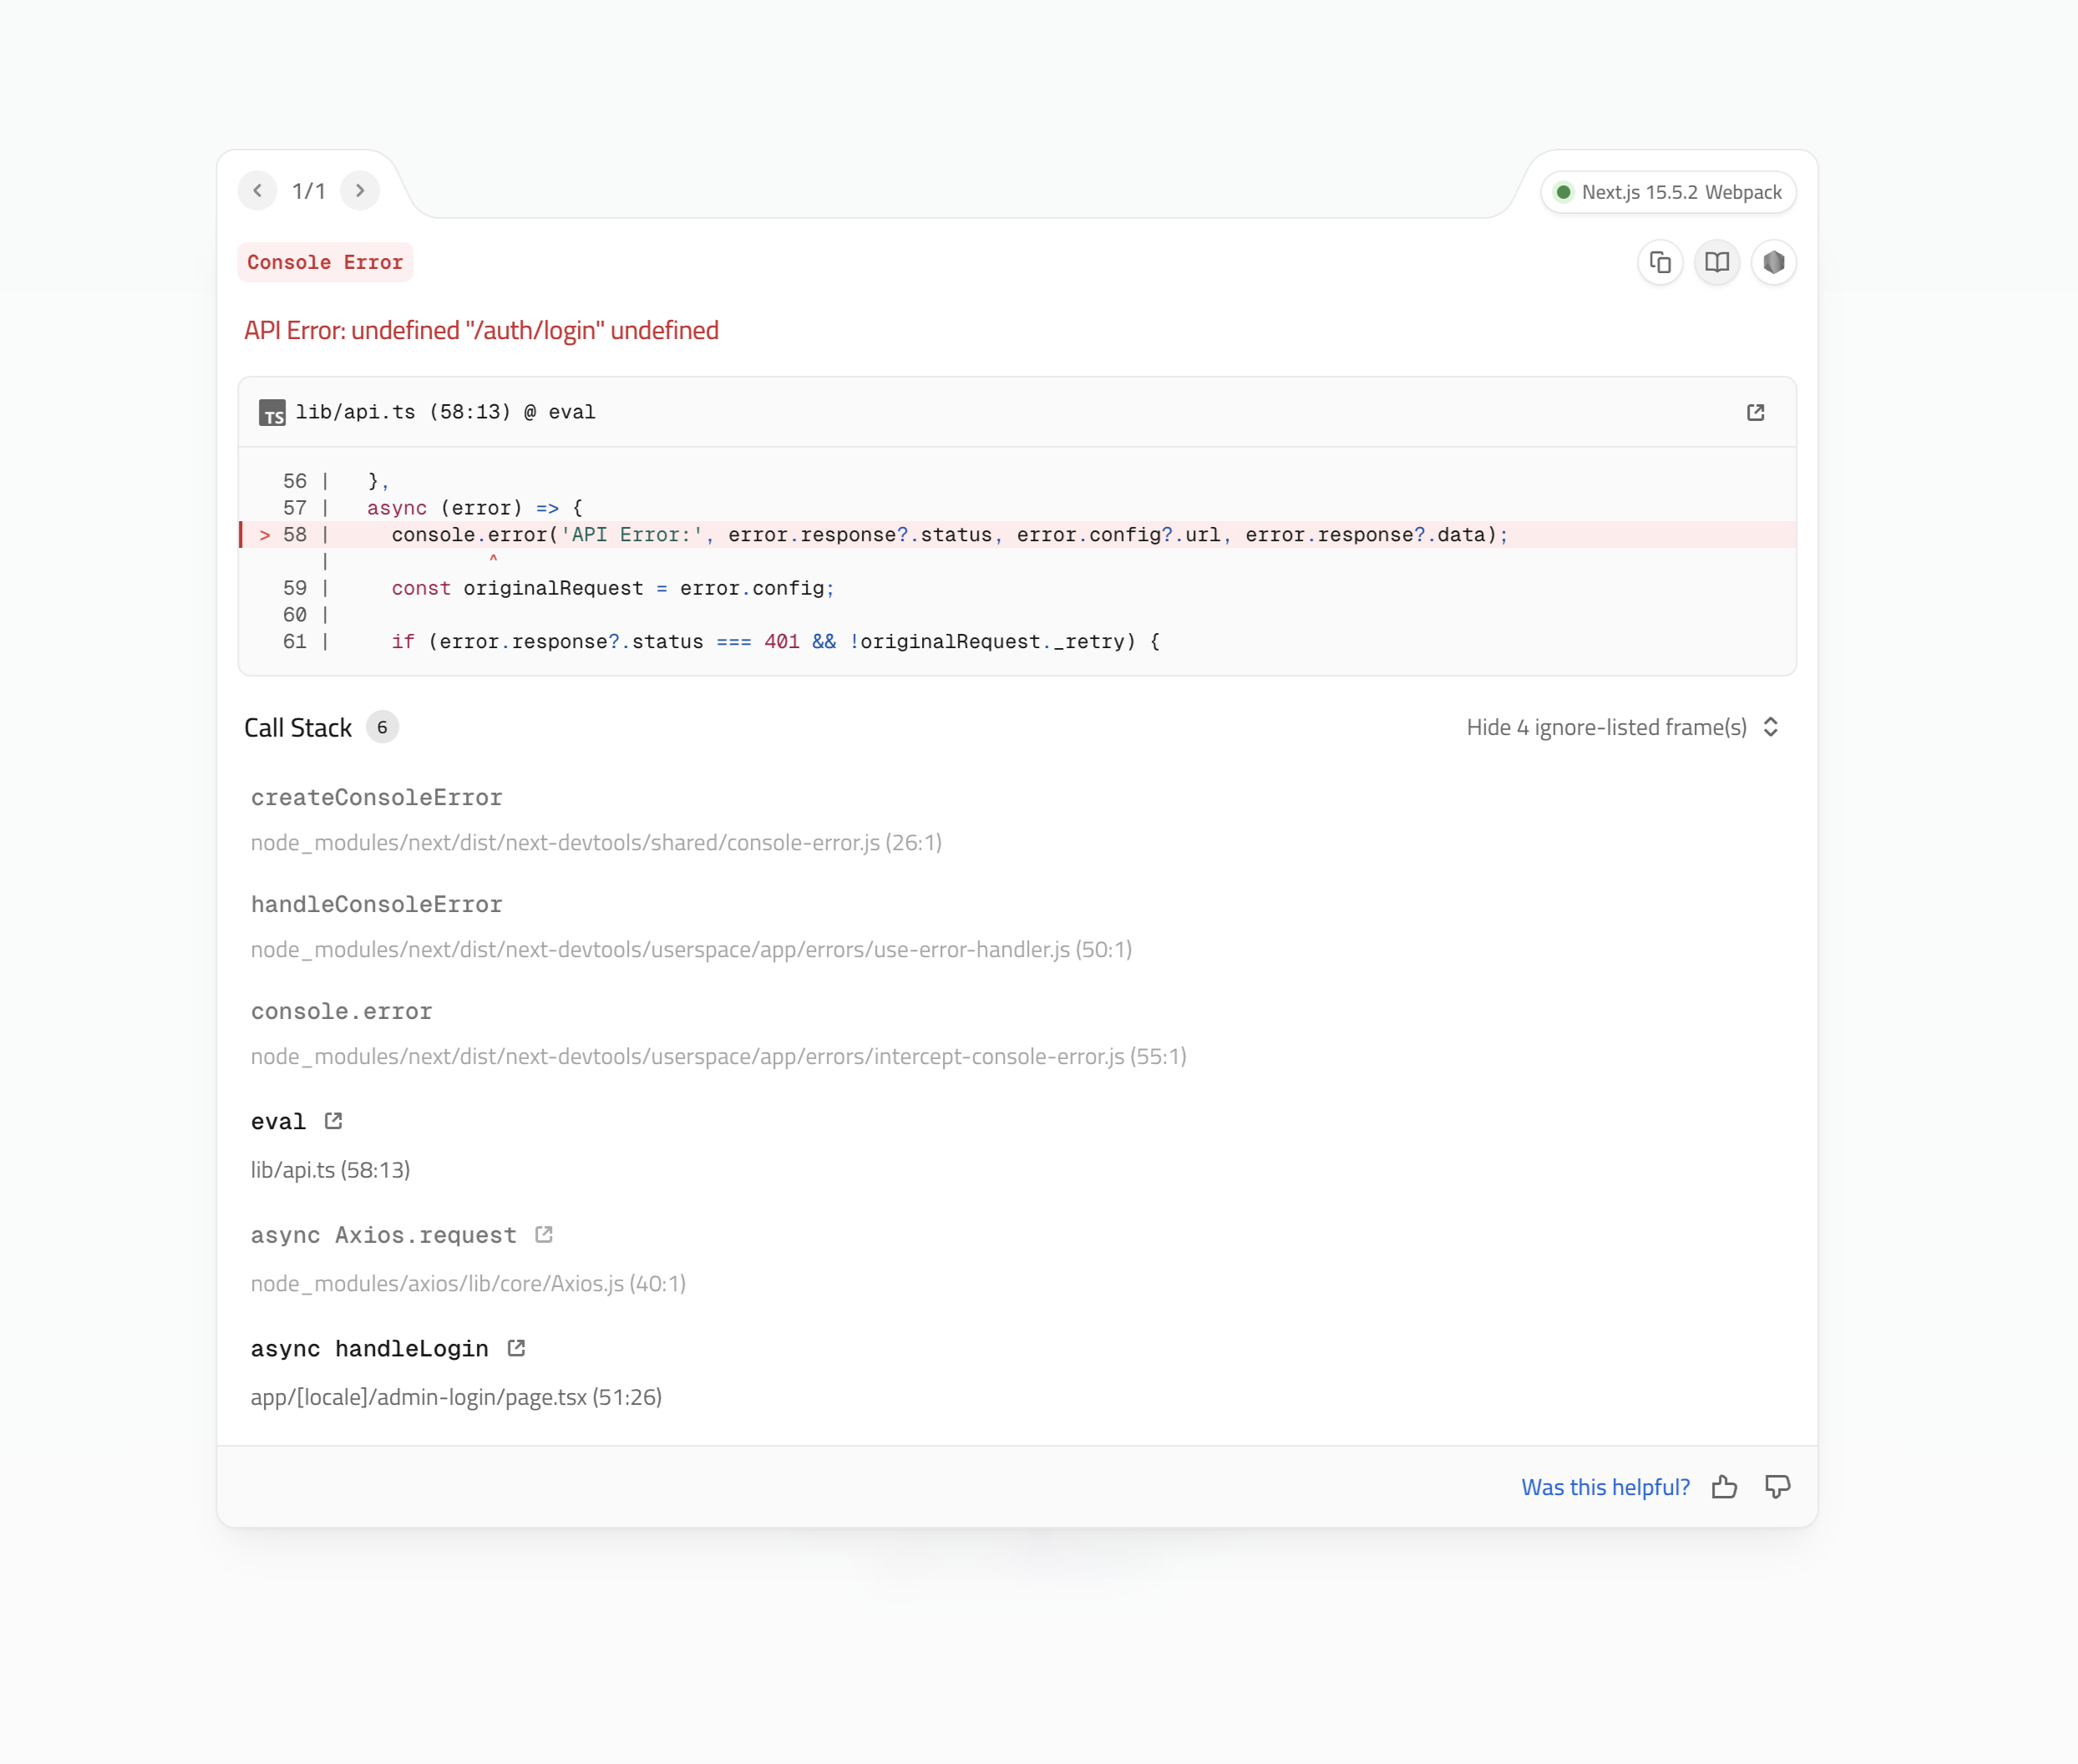 1/1
Next.js 15.5.2 Webpack
Console Error
API Error: undefined "/auth/login" undefined
TS lib/api.ts (58:13) @ eval
56 |   },
57 |   async (error) => {
> 58 |     console.error('API Error:', error.response?.status, error.config?.url, error.response?.data);
|             ^
59 |     const originalRequest = error.config;
60 |
61 |     if (error.response?.status === 401 && !originalRequest._retry) {
Call Stack 6
Hide 4 ignore-listed frame(s)
createConsoleError
node_modules/next/dist/next-devtools/shared/console-error.js (26:1)
handleConsoleError
node_modules/next/dist/next-devtools/userspace/app/errors/use-error-handler.js (50:1)
console.error
node_modules/next/dist/next-devtools/userspace/app/errors/intercept-console-error.js (55:1)
eval
lib/api.ts (58:13)
async Axios.request
node_modules/axios/lib/core/Axios.js (40:1)
async handleLogin
app/[locale]/admin-login/page.tsx (51:26)
Was this helpful?